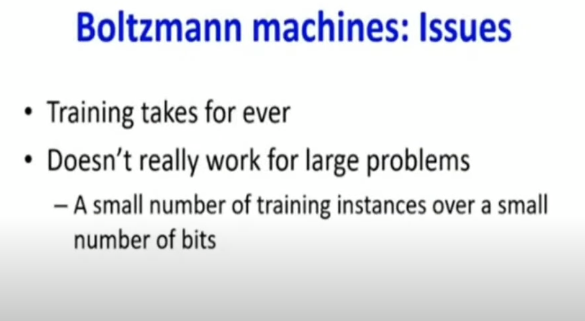 Boltzmann machines: Issues
• Training takes for ever
• Doesn't really work for large problems
– A small number of training instances over a small
number of bits